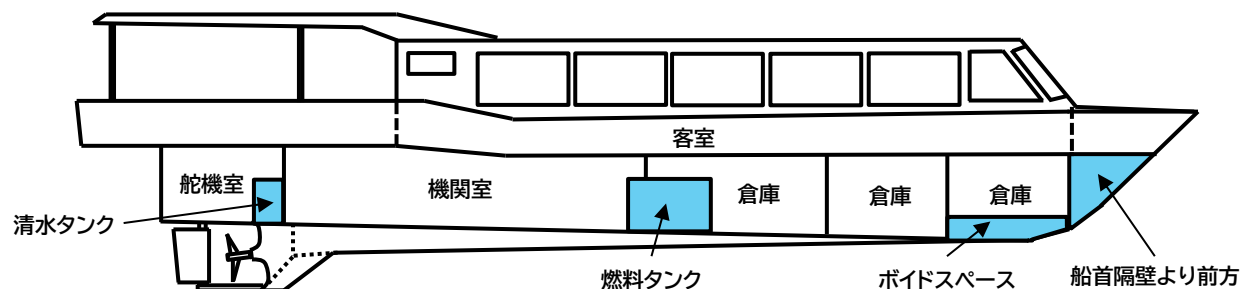 客室
舵機室
機関室
倉庫
倉庫
倉庫
清水タンク
燃料タンク
ボイドスペース
船首隔壁より前方